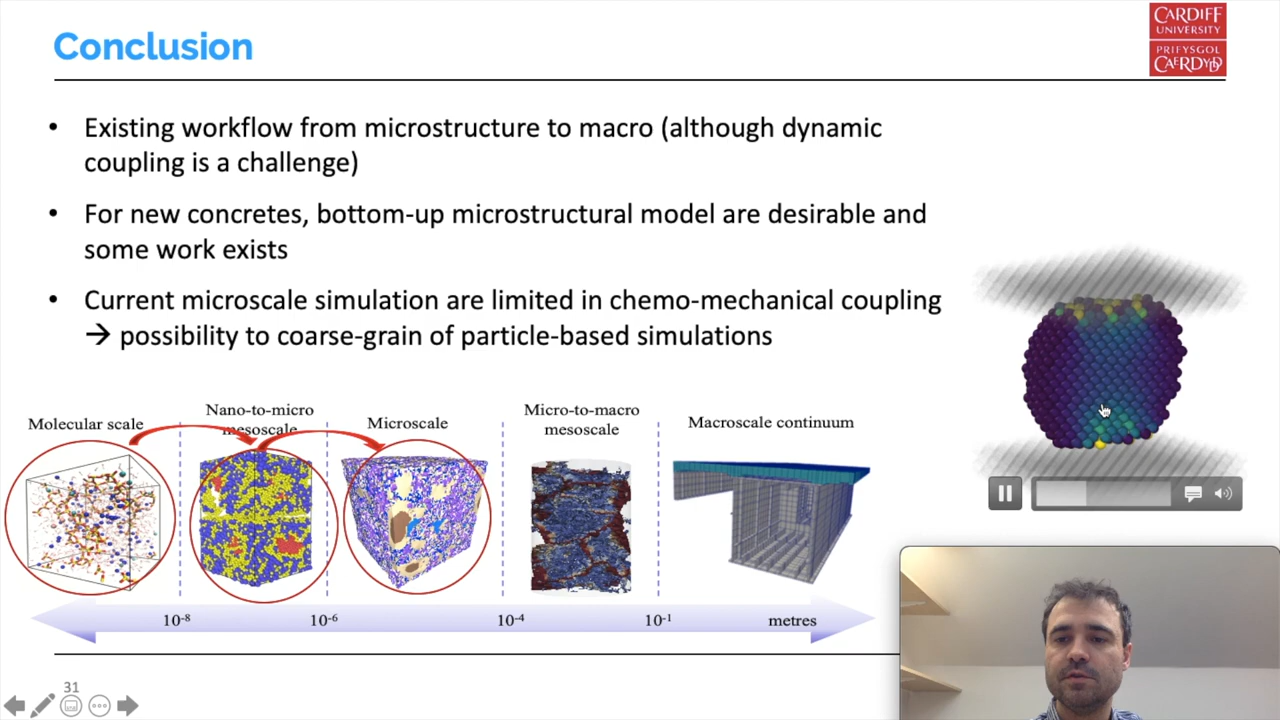 Conclusion
CARDIFF
UNIVERSITY
PRIFYSGOL
CAERDYDD
• Existing workflow from microstructure to macro (although dynamic
coupling is a challenge)
• For new concretes, bottom-up microstructural model are desirable and
some work exists
• Current microscale simulation are limited in chemo-mechanical coupling
→ possibility to coarse-grain of particle-based simulations
Molecular scale
Nano-to-micro
mesoscale
Microscale
Micro-to-macro
mesoscale
Macroscale continuum
10-8
10-6
10-4
10-1
metres
31